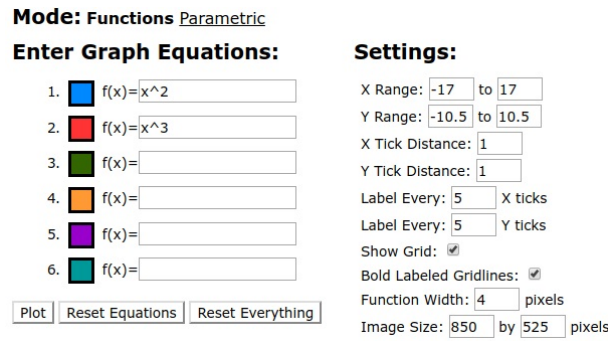 Mode: Functions Parametric
Enter Graph Equations:
1. f(x)= x^2
2. f(x)= x^3
3. f(x)=
4. f(x)=
5. f(x)=
6. f(x)=
Plot Reset Equations Reset Everything
Settings:
X Range: -17 to 17
Y Range: -10.5 to 10.5
X Tick Distance: 1
Y Tick Distance: 1
Label Every: 5 X ticks
Label Every: 5 Y ticks
Show Grid:
Bold Labeled Gridlines:
Function Width: 4 pixels
Image Size: 850 by 525 pixels